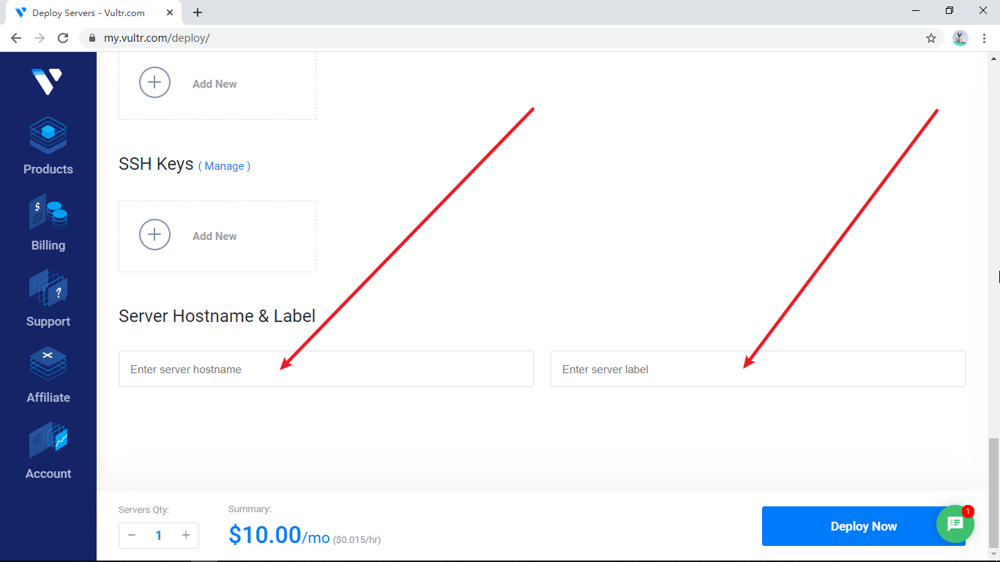 Deploy Servers - Vultr.com
my.vultr.com/deploy/
Products
Billing
$
Support
?
Affiliate
Account
Add New
SSH Keys ( Manage )
Add New
Server Hostname & Label
Enter server hostname
Enter server label
Servers Qty:
1
Summary:
$10.00/mo ($0.015/hr)
Deploy Now
1